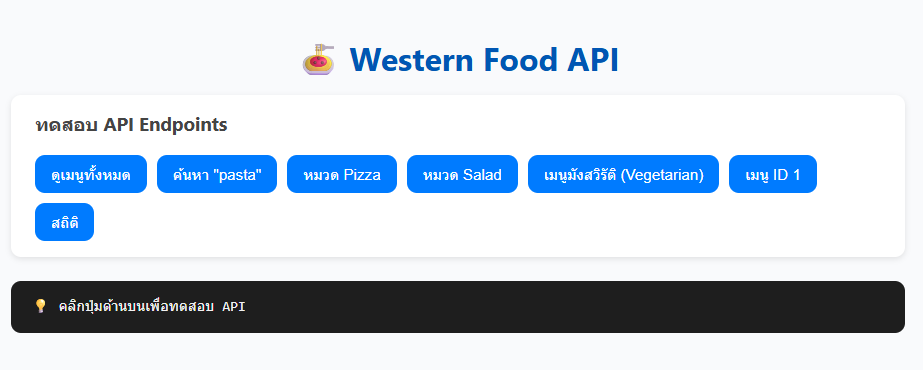 Western Food API
ทดสอบ API Endpoints
ดูเมนูทั้งหมด
ค้นหา "pasta"
หมวด Pizza
หมวด Salad
เมนูมังสวิรัติ (Vegetarian)
เมนู ID 1
สถิติ
คลิกปุ่มด้านบนเพื่อทดสอบ API